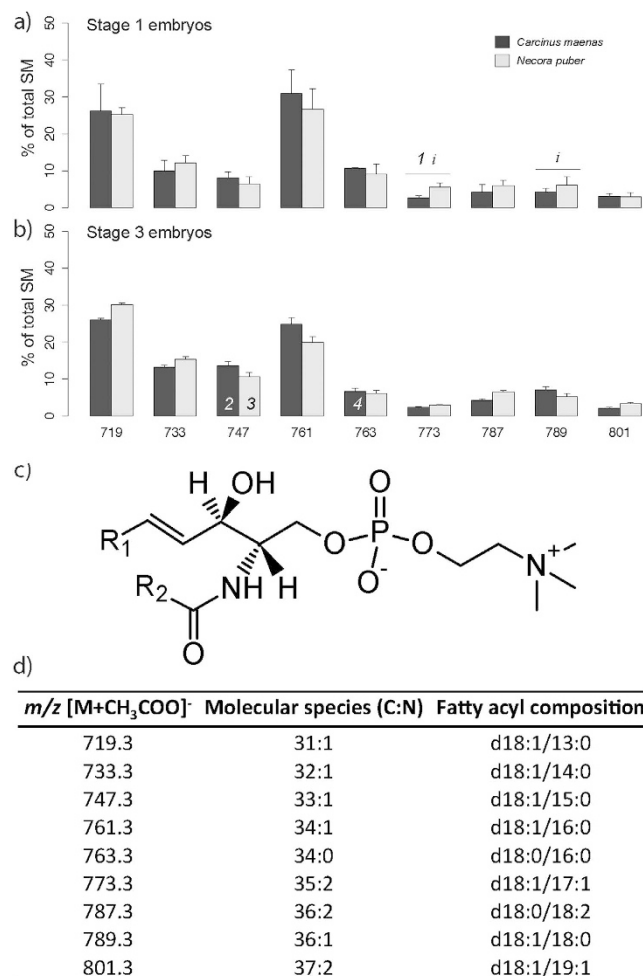 a)
Stage 1 embryos
Carcinus maenas
Necora puber
% of total SM
50
40
30
20
10
0
1 i
i
b)
Stage 3 embryos
% of total SM
50
40
30
20
10
0
2 3 4
719 733 747 761 763 773 787 789 801
c)
H OH
R1
O
P
O O
O-
N+
R2 NH H
O
d)
m/z [M+CH3COO]- Molecular species (C:N) Fatty acyl composition
719.3 31:1 d18:1/13:0
733.3 32:1 d18:1/14:0
747.3 33:1 d18:1/15:0
761.3 34:1 d18:1/16:0
763.3 34:0 d18:0/16:0
773.3 35:2 d18:1/17:1
787.3 36:2 d18:0/18:2
789.3 36:1 d18:1/18:0
801.3 37:2 d18:1/19:1